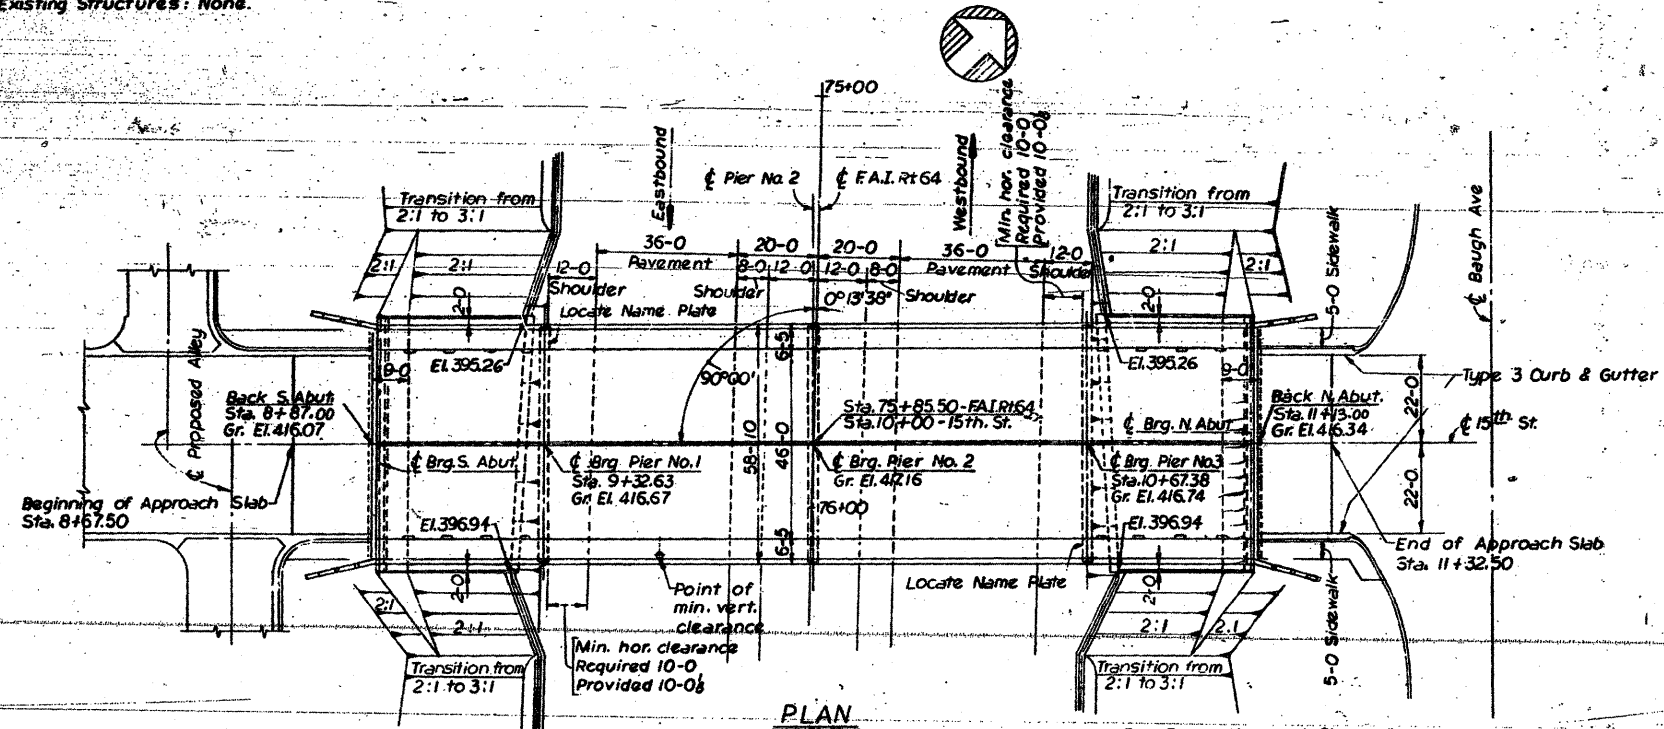 Existing Structures: None.
75+00
Eastbound
Westbound
Min. hor. clearance
Required 10-0
Provided 10-0⅛
℄ Pier No. 2
℄ F.A.I. Rt 64
Transition from
2:1 to 3:1
Transition from
2:1 to 3:1
36-0
Pavement
20-0
20-0
36-0
Pavement
12-0
Shoulder
8-0
12-0
12-0
8-0
Shoulder
Shoulder
12-0
Shoulder
0°13'38"
2:1
2:1
2:1
2:1
2-0
2-0
Locate Name Plate
El. 395.26
El. 395.26
6-5
90°00'
9-0
9-0
5-0 Sidewalk
℄ Baugh Ave
℄ Proposed Alley
Type 3 Curb & Gutter
Back S. Abut.
Sta. 8+87.00
Gr. El. 416.07
Sta. 75+85.50-F.A.I.Rt64
Sta. 10+00-15th. St.
Back N. Abut.
Sta. 11+13.00
Gr. El. 416.34
22-0
℄ 15th St.
℄ Brg. S. Abut.
℄ Brg. N. Abut
℄ Brg. Pier No. 1
Sta. 9+32.63
Gr. El. 416.67
58-10
46-0
℄ Brg. Pier No. 2
Gr. El. 417.16
℄ Brg. Pier No.3
Sta. 10+67.38
Gr. El. 416.74
22-0
Beginning of Approach Slab
Sta. 8+67.50
76+00
El. 396.94
El. 396.94
6-5
End of Approach Slab
Sta. 11+32.50
2-0
2-0
Point of
min. vert.
clearance
Locate Name Plate
2:1
2:1
2:1
2:1
5-0 Sidewalk
Min. hor. clearance
Required 10-0
Provided 10-0⅛
Transition from
2:1 to 3:1
Transition from
2:1 to 3:1
PLAN